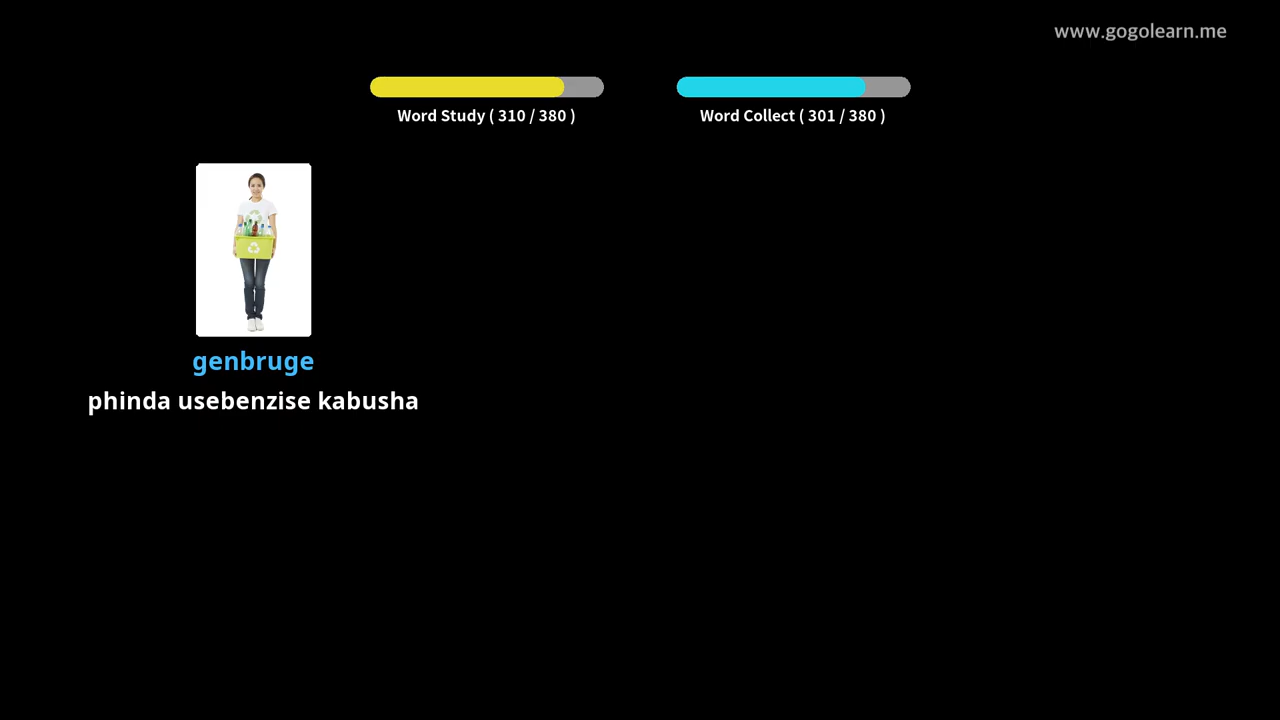 www.gogolearn.me
Word Study ( 310 / 380 )
Word Collect ( 301 / 380 )
genbruge
phinda usebenzise kabusha